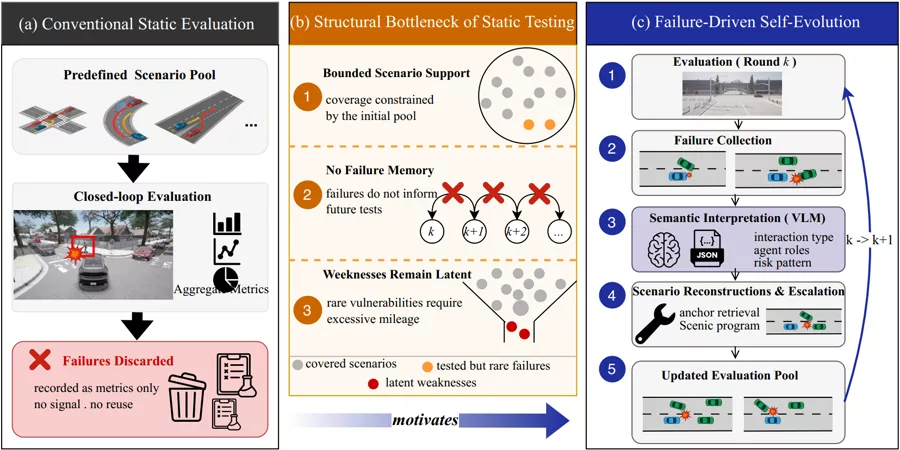 (a) Conventional Static Evaluation
Predefined Scenario Pool
...
Closed-loop Evaluation
Aggregate Metrics
Failures Discarded
recorded as metrics only
no signal . no reuse
(b) Structural Bottleneck of Static Testing
1
Bounded Scenario Support
coverage constrained
by the initial pool
2
No Failure Memory
failures do not inform
future tests
k
k+1
k+2
...
3
Weaknesses Remain Latent
rare vulnerabilities require
excessive mileage
covered scenarios
tested but rare failures
latent weaknesses
motivates
(c) Failure-Driven Self-Evolution
1
Evaluation ( Round k )
2
Failure Collection
3
Semantic Interpretation ( VLM )
{...}
JSON
interaction type
agent roles
risk pattern
k -> k+1
4
Scenario Reconstructions & Escalation
anchor retrieval
Scenic program
5
Updated Evaluation Pool